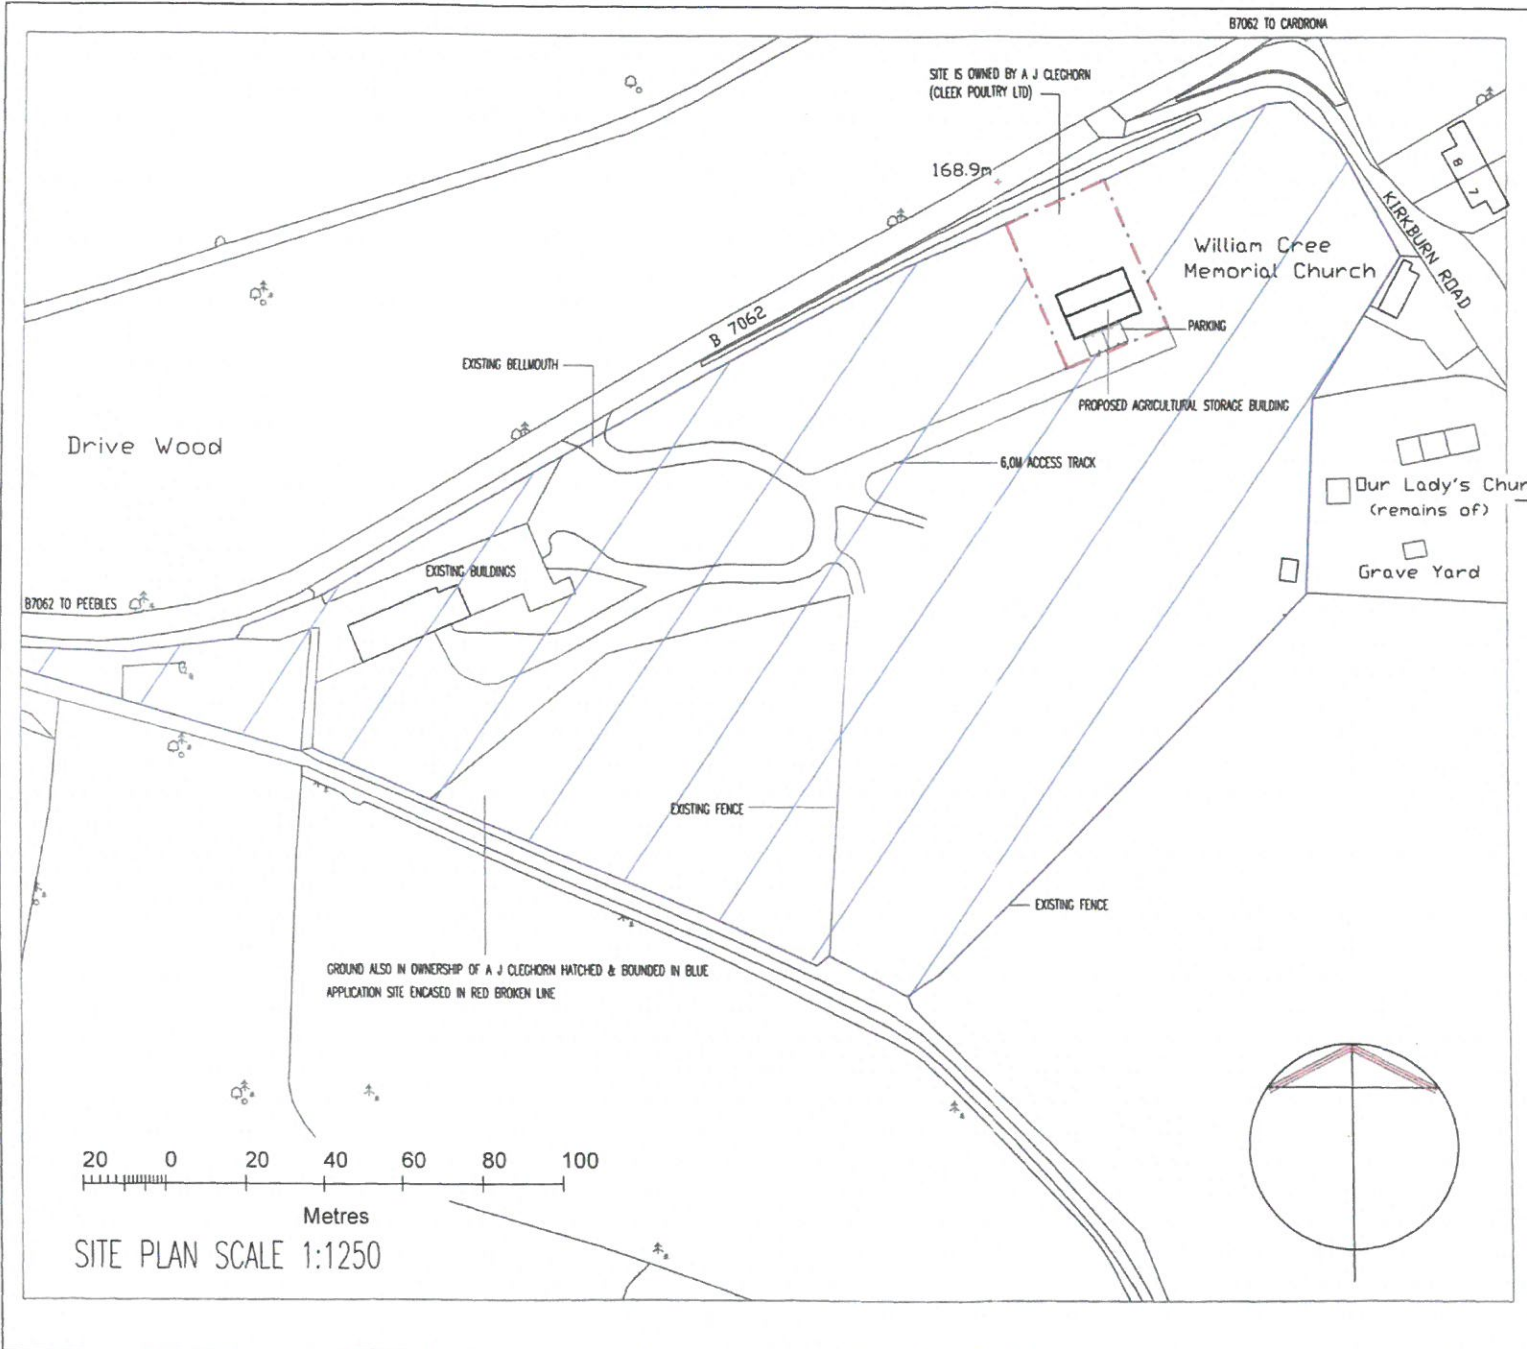 B7062 TO CARDRONA
SITE IS OWNED BY A J CLEGHORN
(CLEEK POULTRY LTD)
168.9m
8
7
KIRKBURN ROAD
William Cree
Memorial Church
B 7062
PARKING
EXISTING BELLMOUTH
PROPOSED AGRICULTURAL STORAGE BUILDING
Drive Wood
6,0M ACCESS TRACK
Our Lady's Chur
(remains of)
EXISTING BUILDINGS
Grave Yard
B7062 TO PEEBLES
EXISTING FENCE
EXISTING FENCE
GROUND ALSO IN OWNERSHIP OF A J CLEGHORN HATCHED & BOUNDED IN BLUE
APPLICATION SITE ENCASED IN RED BROKEN LINE
20 0 20 40 60 80 100
Metres
SITE PLAN SCALE 1:1250